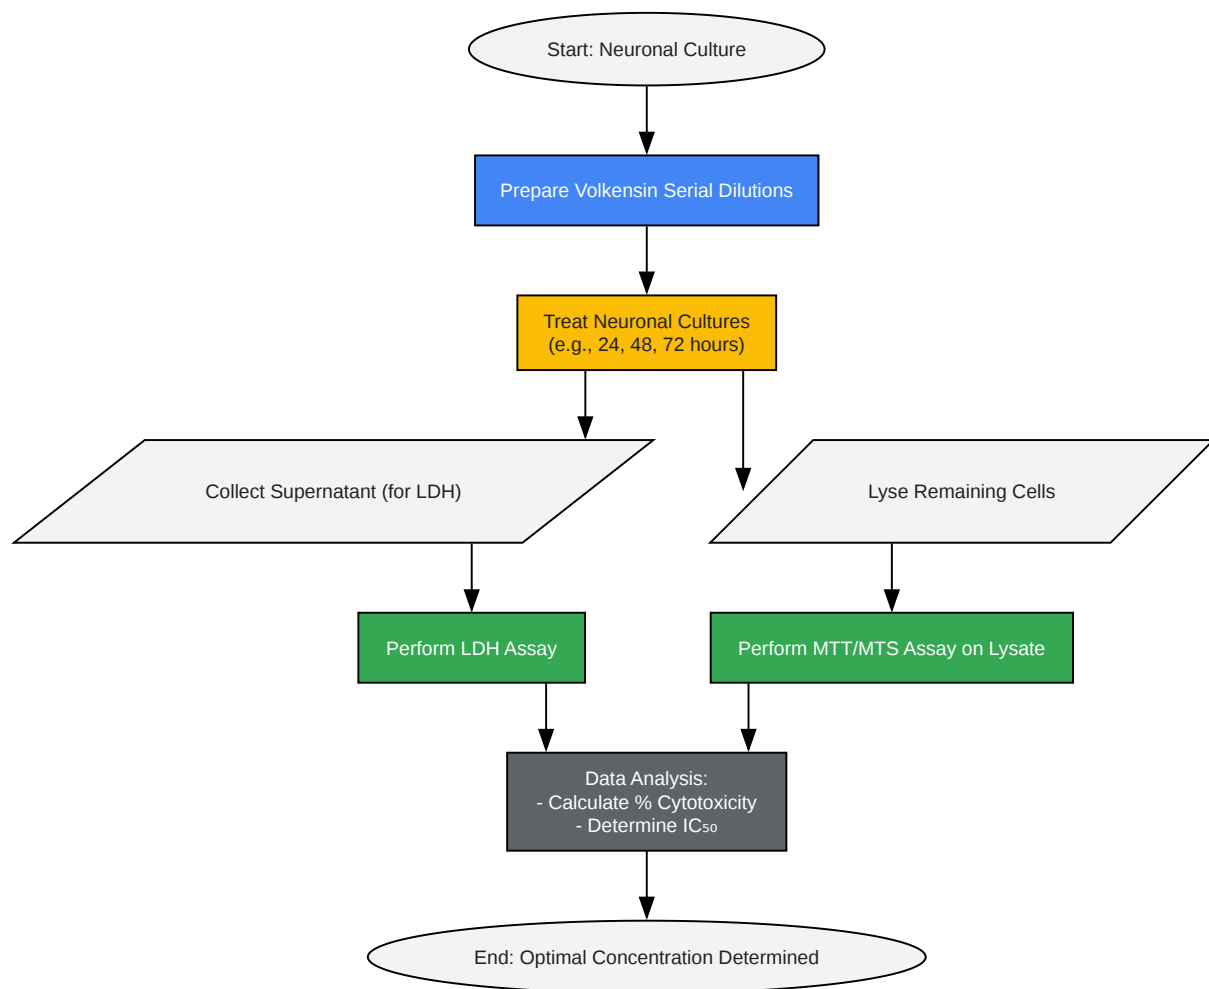 Start: Neuronal Culture
Prepare Volkensin Serial Dilutions
Treat Neuronal Cultures
(e.g., 24, 48, 72 hours)
Collect Supernatant (for LDH)
Lyse Remaining Cells
Perform LDH Assay
Perform MTT/MTS Assay on Lysate
Data Analysis:
- Calculate % Cytotoxicity
- Determine IC₅₀
End: Optimal Concentration Determined